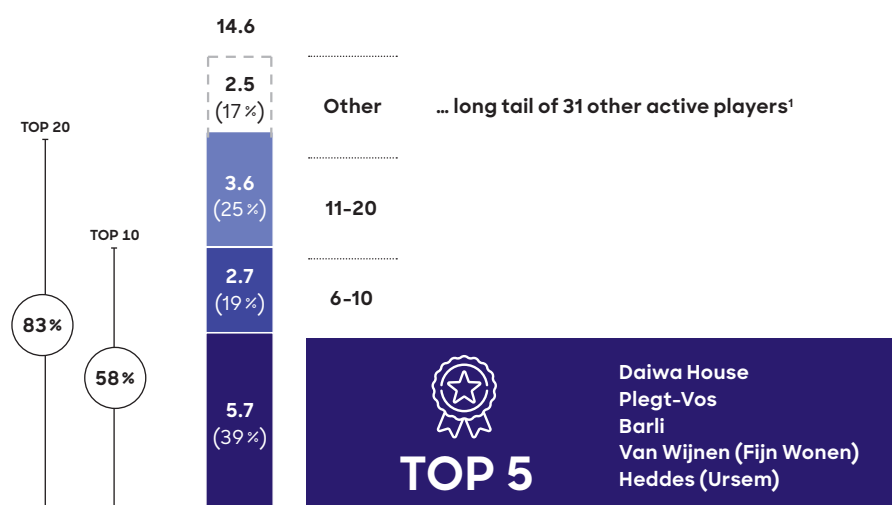 14.6
2.5
(17 %)
Other
… long tail of 31 other active players¹
TOP 20
3.6
(25 %)
11-20
TOP 10
2.7
(19 %)
6-10
83 %
58 %
5.7
(39 %)
TOP 5
Daiwa House
Plegt-Vos
Barli
Van Wijnen (Fijn Wonen)
Heddes (Ursem)